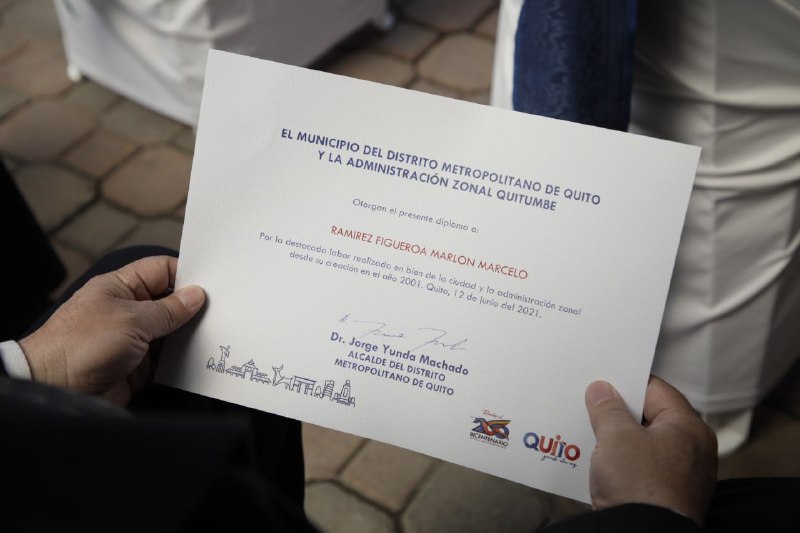 EL MUNICIPIO DEL DISTRITO METROPOLITANO DE QUITO
Y LA ADMINISTRACIÓN ZONAL QUITUMBE
Otorgan el presente diploma a:
RAMIREZ FIGUEROA MARLON MARCELO
Por la destacada labor realizada en bien de la ciudad y la administración zonal
desde su creación en el año 2001. Quito, 12 de junio del 2021.
Dr. Jorge Yunda Machado
ALCALDE DEL DISTRITO
METROPOLITANO DE QUITO
200
BICENTENARIO
QUITO